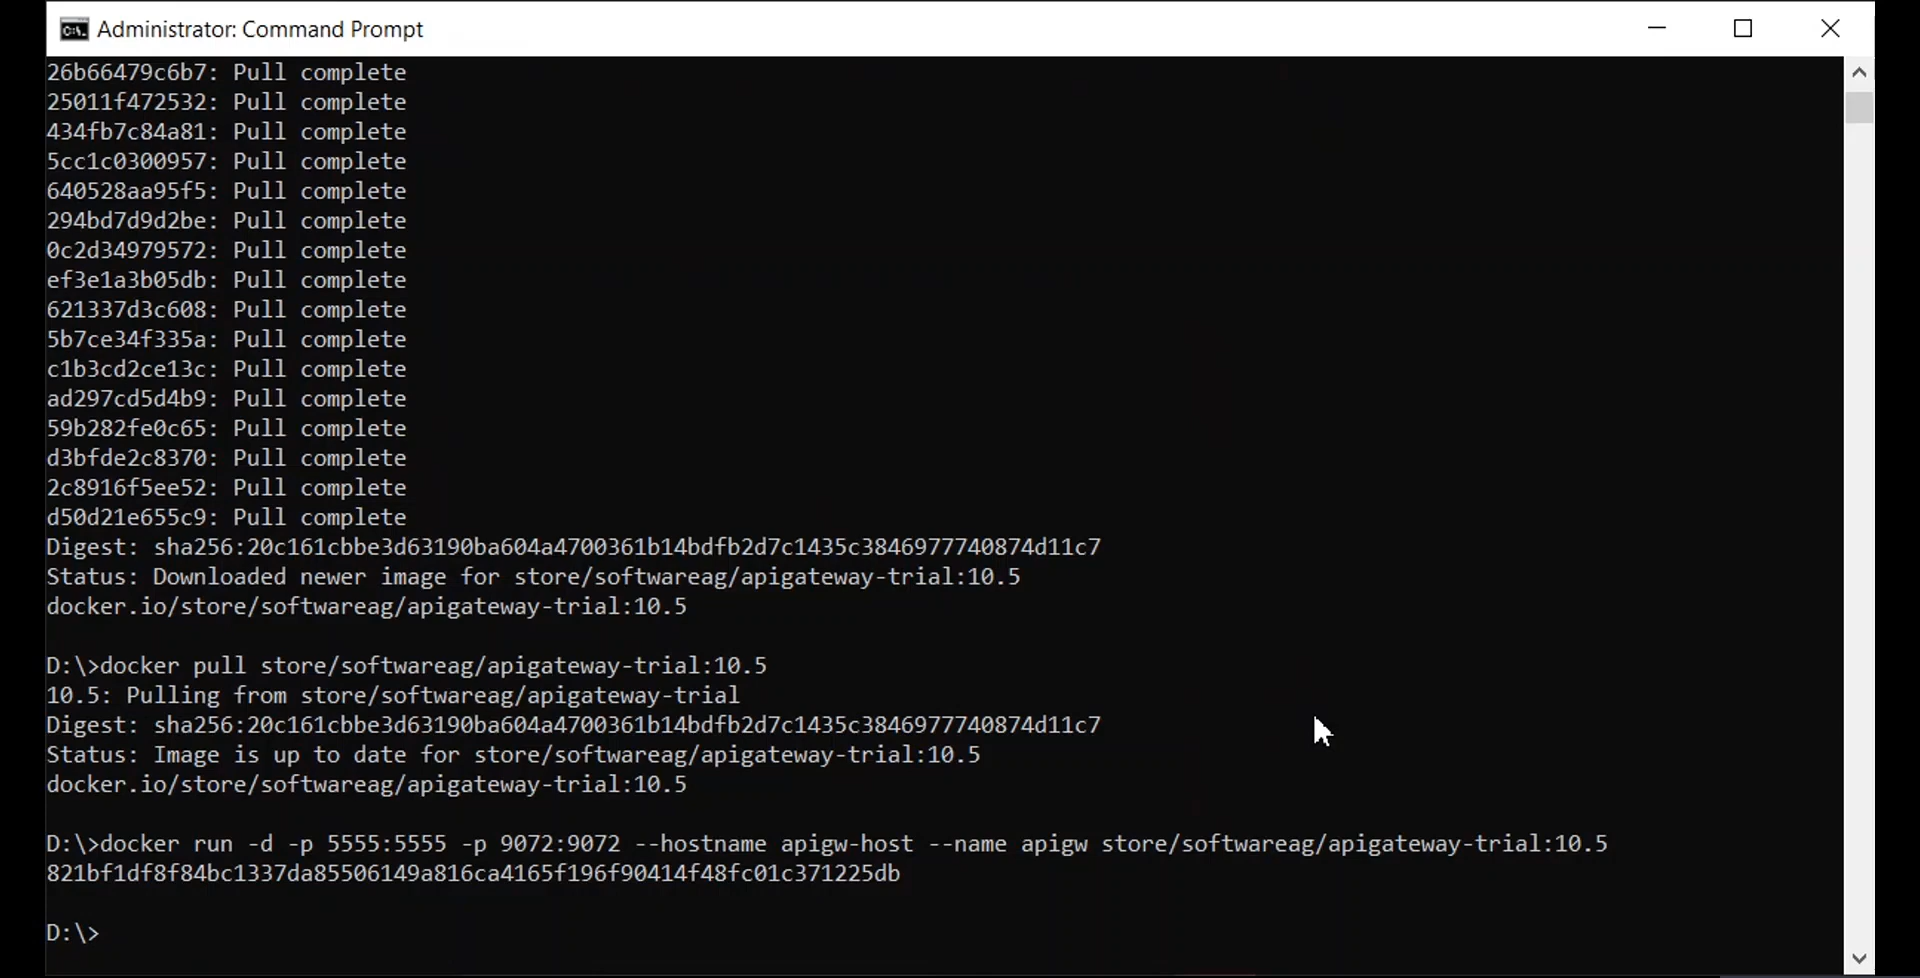 Administrator: Command Prompt
26b66479c6b7: Pull complete
25011f472532: Pull complete
434fb7c84a81: Pull complete
5cc1c0300957: Pull complete
640528aa95f5: Pull complete
294bd7d9d2be: Pull complete
0c2d34979572: Pull complete
ef3e1a3b05db: Pull complete
621337d3c608: Pull complete
5b7ce34f335a: Pull complete
c1b3cd2ce13c: Pull complete
ad297cd5d4b9: Pull complete
59b282fe0c65: Pull complete
d3bfde2c8370: Pull complete
2c8916f5ee52: Pull complete
d50d21e655c9: Pull complete
Digest: sha256:20c161cbbe3d63190ba604a4700361b14bdfb2d7c1435c3846977740874d11c7
Status: Downloaded newer image for store/softwareag/apigateway-trial:10.5
docker.io/store/softwareag/apigateway-trial:10.5
D:\>docker pull store/softwareag/apigateway-trial:10.5
10.5: Pulling from store/softwareag/apigateway-trial
Digest: sha256:20c161cbbe3d63190ba604a4700361b14bdfb2d7c1435c3846977740874d11c7
Status: Image is up to date for store/softwareag/apigateway-trial:10.5
docker.io/store/softwareag/apigateway-trial:10.5
D:\>docker run -d -p 5555:5555 -p 9072:9072 --hostname apigw-host --name apigw store/softwareag/apigateway-trial:10.5
821bf1df8f84bc1337da85506149a816ca4165f196f90414f48fc01c371225db
D:\>